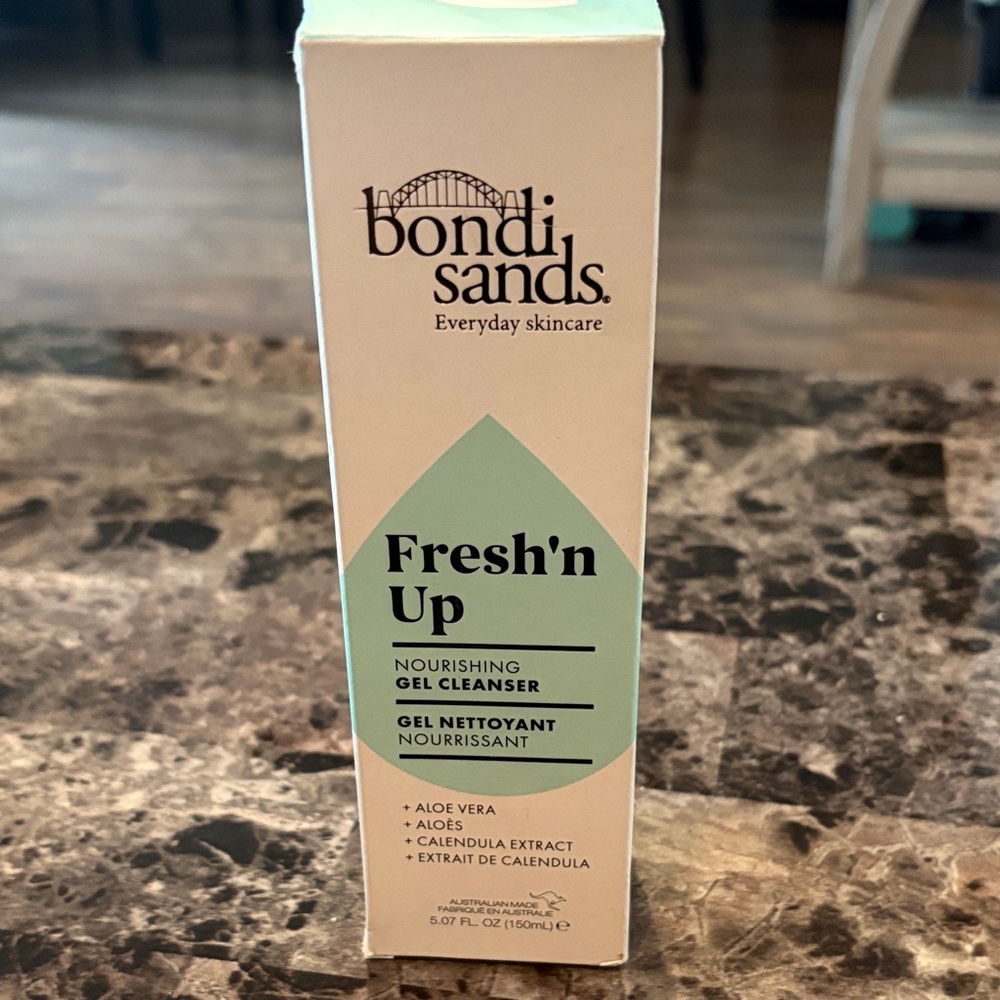 bondi
sands®
Everyday skincare
Fresh'n
Up
NOURISHING
GEL CLEANSER
GEL NETTOYANT
NOURRISSANT
+ ALOE VERA
+ ALOÈS
+ CALENDULA EXTRACT
+ EXTRAIT DE CALENDULA
AUSTRALIAN MADE
FABRIQUÉ EN AUSTRALIE
5.07 FL. OZ (150mL) ℮